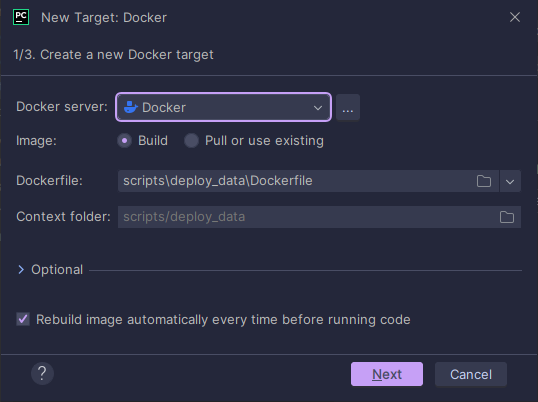 PC New Target: Docker
1/3. Create a new Docker target
Docker server: Docker ...
Image: Build Pull or use existing
Dockerfile: scripts\deploy_data\Dockerfile
Context folder: scripts/deploy_data
Optional
Rebuild image automatically every time before running code
? Next Cancel